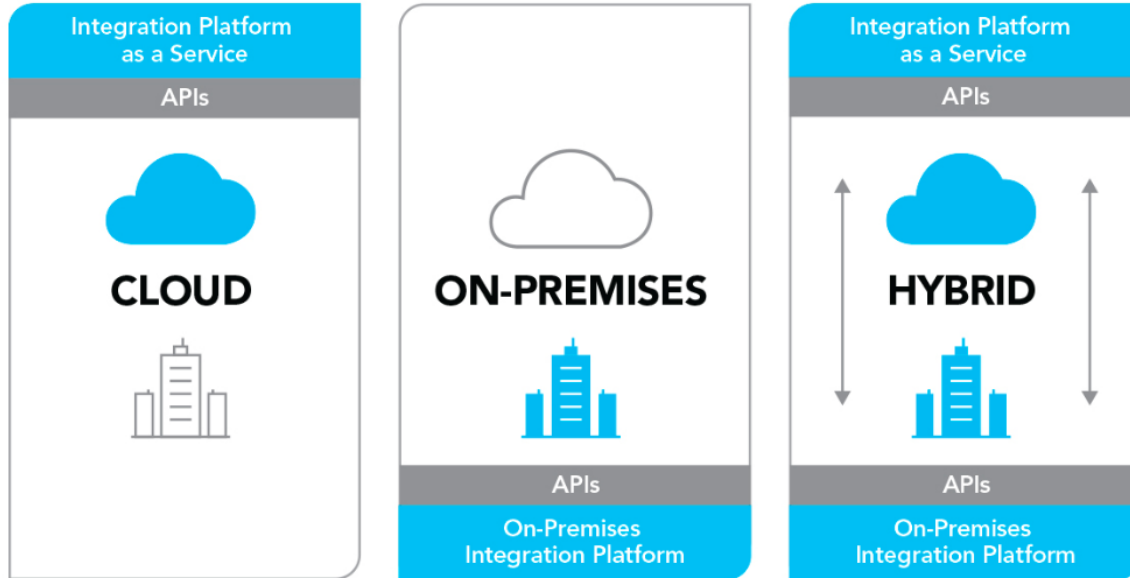 Integration Platform
as a Service
APIs
CLOUD
ON-PREMISES
APIs
On-Premises
Integration Platform
Integration Platform
as a Service
APIs
HYBRID
APIs
On-Premises
Integration Platform